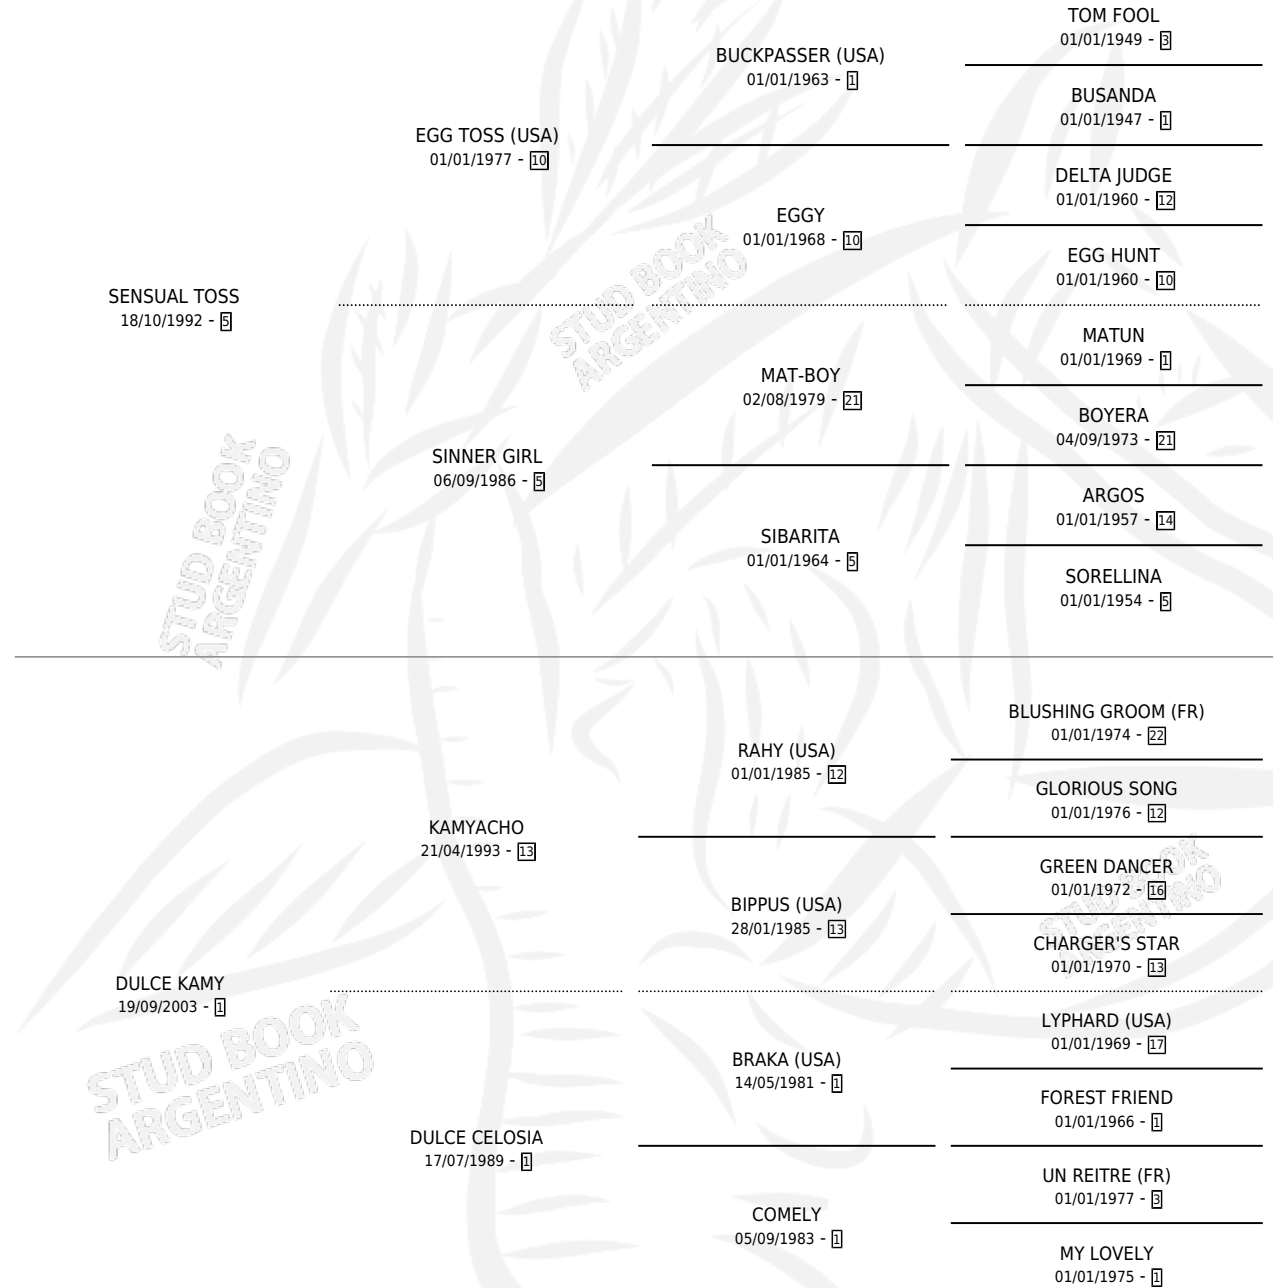 TOM FOOL
01/01/1949 - 3
BUCKPASSER (USA)
01/01/1963 - 1
BUSANDA
01/01/1947 - 1
EGG TOSS (USA)
01/01/1977 - 10
DELTA JUDGE
01/01/1960 - 12
EGGY
01/01/1968 - 10
EGG HUNT
01/01/1960 - 10
SENSUAL TOSS
18/10/1992 - 5
STUD BOOK
ARGENTINO
MATUN
01/01/1969 - 1
MAT-BOY
02/08/1979 - 21
BOYERA
04/09/1973 - 21
SINNER GIRL
06/09/1986 - 5
ARGOS
01/01/1957 - 14
SIBARITA
01/01/1964 - 5
SORELLINA
01/01/1954 - 5
STUD BOOK
ARGENTINO
BLUSHING GROOM (FR)
01/01/1974 - 22
RAHY (USA)
01/01/1985 - 12
GLORIOUS SONG
01/01/1976 - 12
KAMYACHO
21/04/1993 - 13
GREEN DANCER
01/01/1972 - 16
BIPPUS (USA)
28/01/1985 - 13
CHARGER'S STAR
01/01/1970 - 13
STUD BOOK
ARGENTINO
DULCE KAMY
19/09/2003 - 1
LYPHARD (USA)
01/01/1969 - 17
BRAKA (USA)
14/05/1981 - 1
FOREST FRIEND
01/01/1966 - 1
STUD BOOK
ARGENTINO
DULCE CELOSIA
17/07/1989 - 1
UN REITRE (FR)
01/01/1977 - 3
COMELY
05/09/1983 - 1
MY LOVELY
01/01/1975 - 1